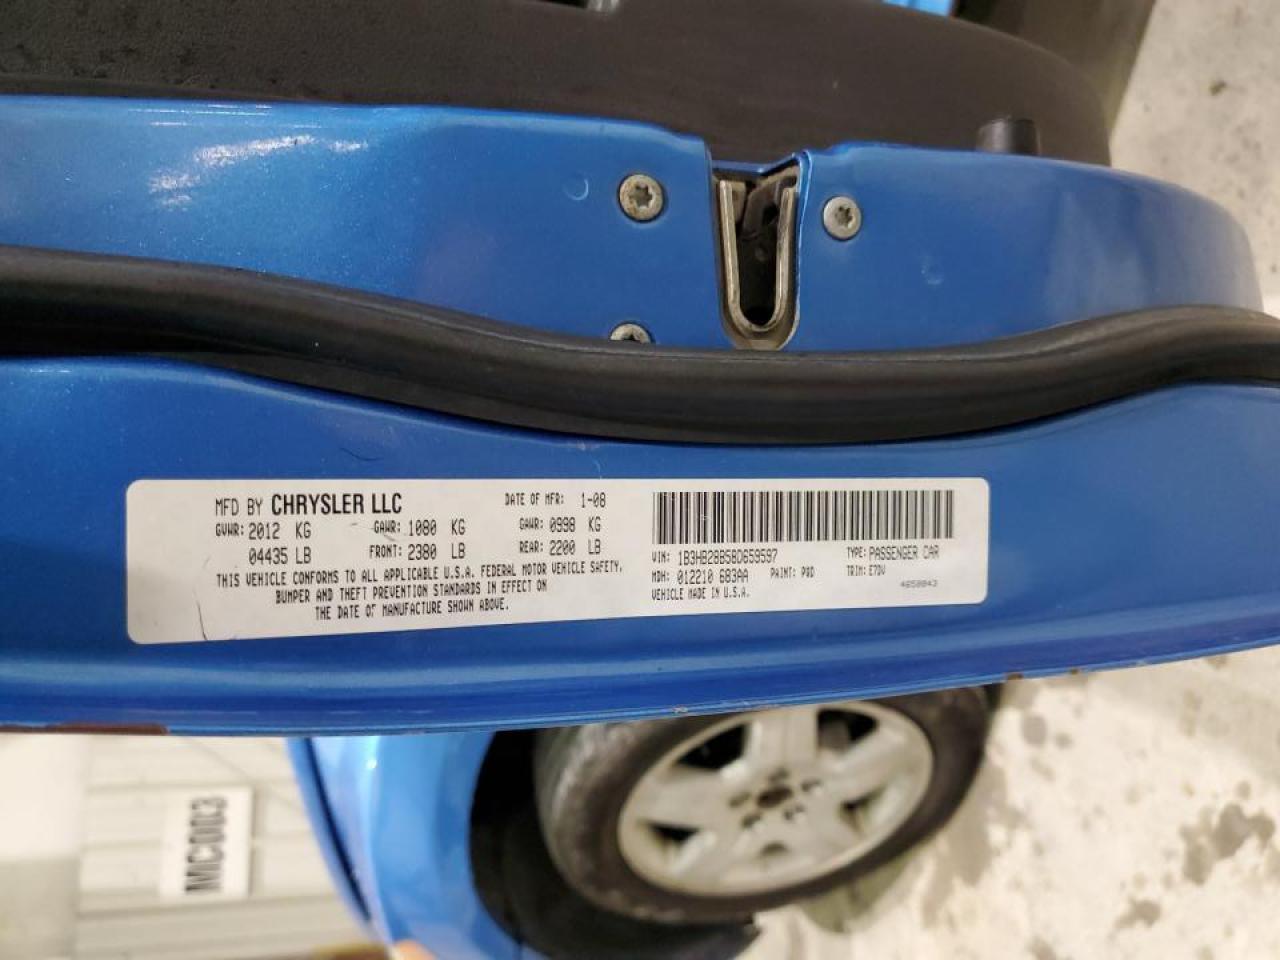 MFD BY CHRYSLER LLC DATE OF MFR: 1-08
GVWR: 2012 KG GAWR: 1080 KG GAWR: 0998 KG
04435 LB FRONT: 2380 LB REAR: 2200 LB
THIS VEHICLE CONFORMS TO ALL APPLICABLE U.S.A. FEDERAL MOTOR VEHICLE SAFETY,
BUMPER AND THEFT PREVENTION STANDARDS IN EFFECT ON
THE DATE OF MANUFACTURE SHOWN ABOVE.
VIN: 1B3HB28B58D659597 TYPE: PASSENGER CAR
MDH: 012210 683AA PAINT: PQD TRIM: E7DV
VEHICLE MADE IN U.S.A. 4650043
MC003